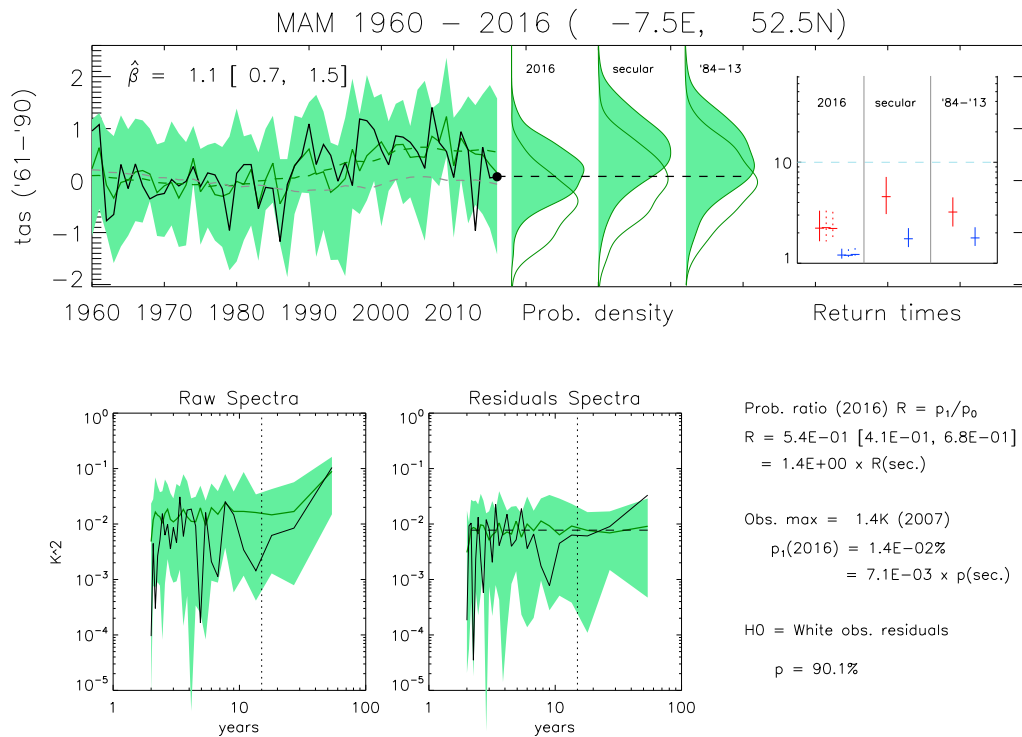 MAM 1960 – 2016 ( −7.5E, 52.5N)
β̂ = 1.1 [ 0.7, 1.5]
2016
secular
'84–13
2016
secular
'84–'13
tas ('61–'90)
2
1
0
−1
−2
10
1
1960 1970 1980 1990 2000 2010
Prob. density
Return times
Raw Spectra
Residuals Spectra
K^2
10^0
10^−1
10^−2
10^−3
10^−4
10^−5
1 10 100
years
10^0
10^−1
10^−2
10^−3
10^−4
10^−5
1 10 100
years
Prob. ratio (2016) R = p₁/p₀
R = 5.4E−01 [4.1E−01, 6.8E−01]
= 1.4E+00 x R(sec.)
Obs. max = 1.4K (2007)
p₁(2016) = 1.4E−02%
= 7.1E−03 x p(sec.)
H0 = White obs. residuals
p = 90.1%